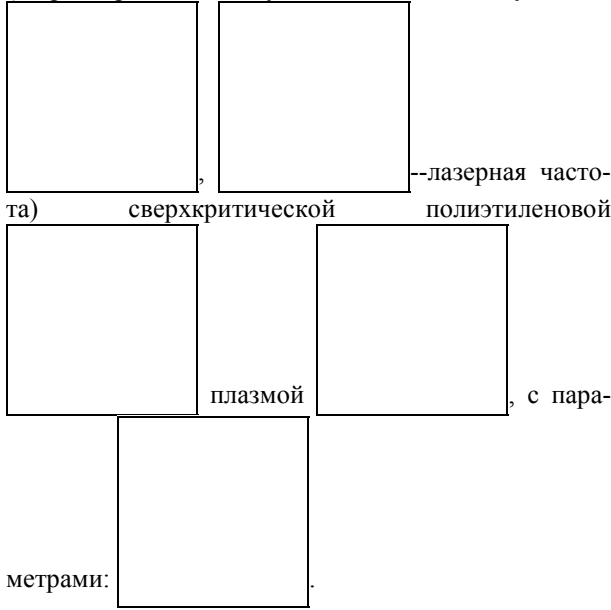 , --лазерная часто-
та) сверхкритической полиэтиленовой
плазмой , с пара-
метрами: .